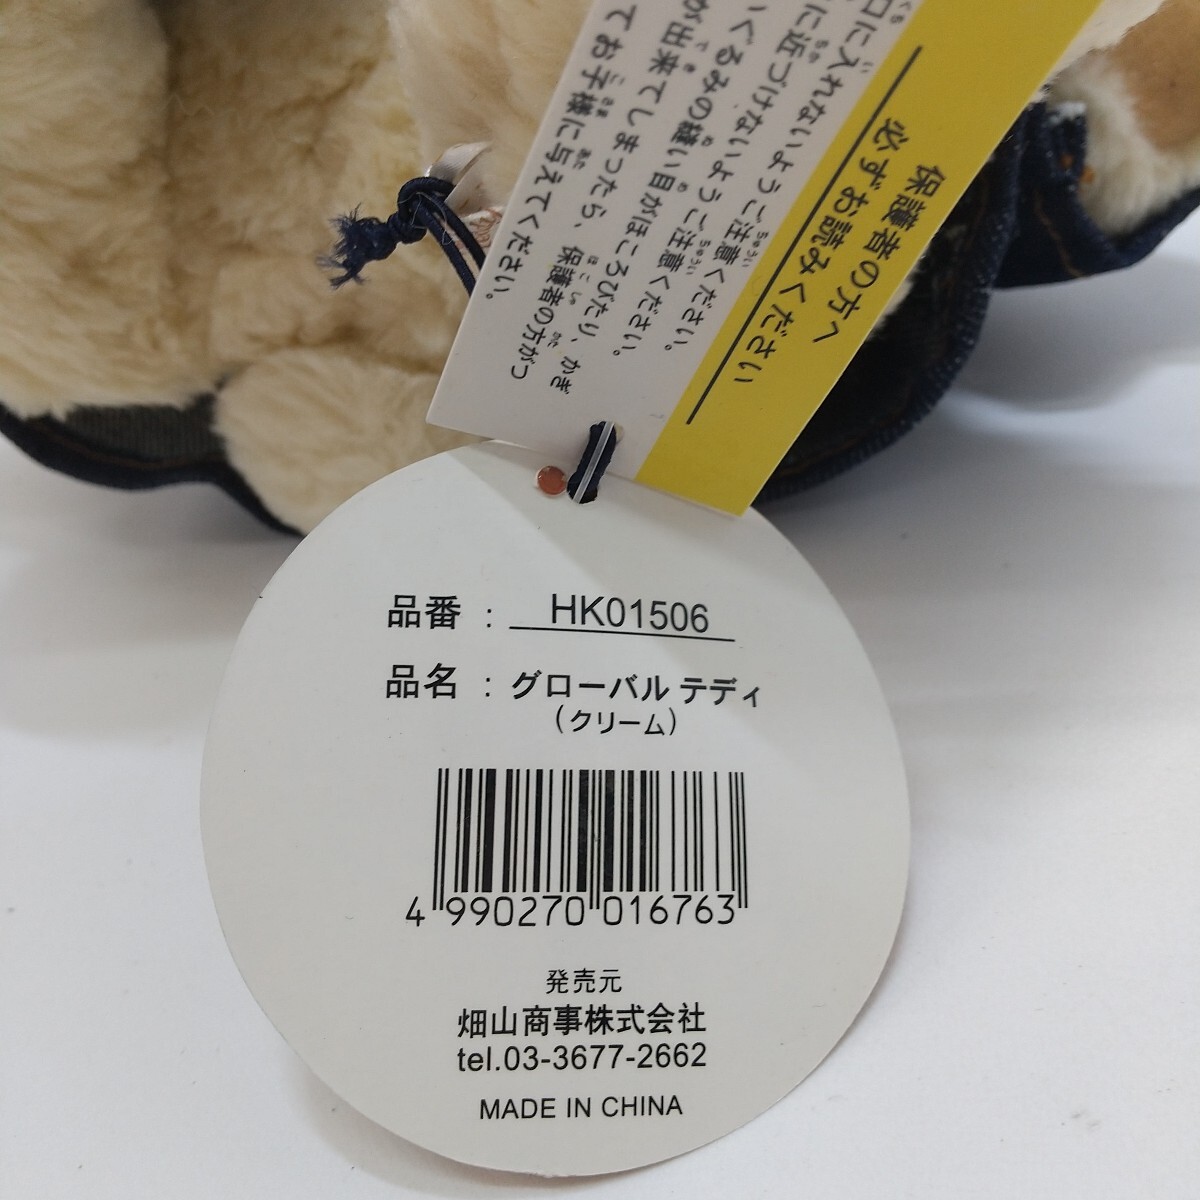 保護者の方へ
必ずお読みください
口に入れないようご注意ください。
に近づけないようご注意ください。
ぐるみの縫い目がほころびたり、かぎ
が出来てしまったら、保護者の方がつ
てお子様に与えてください。
品番 : HK01506
品名 : グローバル テディ
(クリーム)
4 990270 016763
発売元
畑山商事株式会社
tel.03-3677-2662
MADE IN CHINA